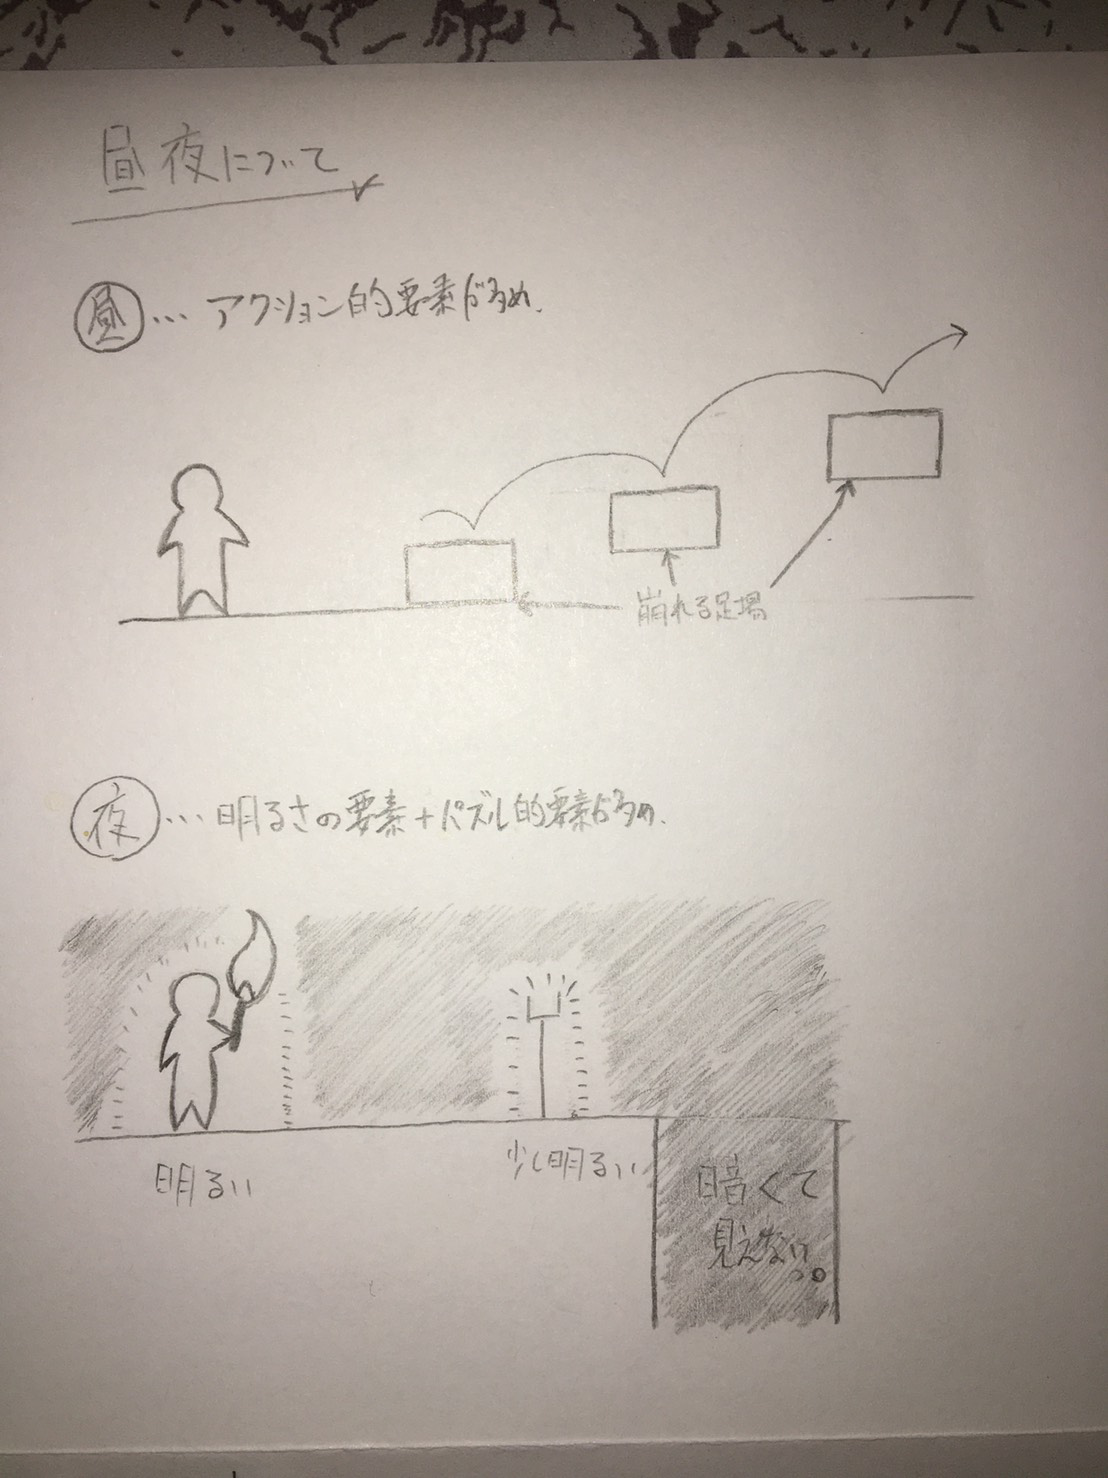 昼夜について
昼…アクション的要素が多め.
崩れる足場
夜…明るさの要素+パズル的要素が多め.
明るい
少し明るい
暗くて
見えない。